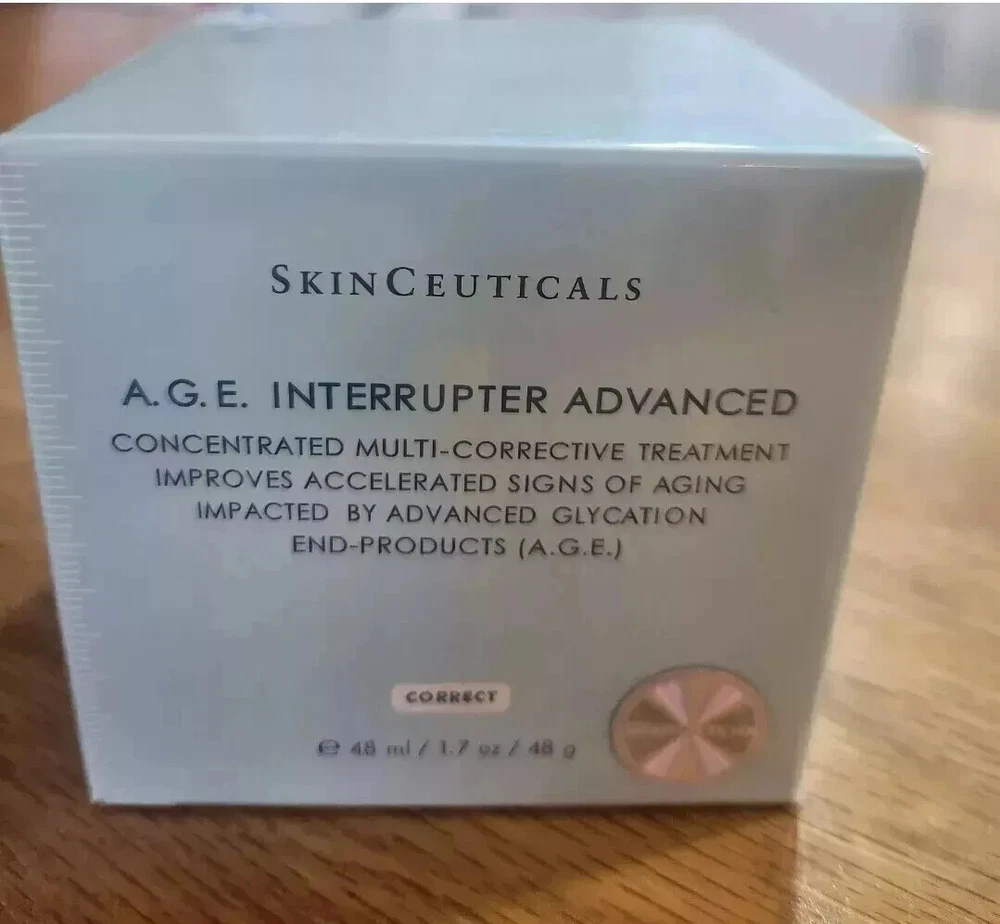 SKINCEUTICALS
A.G.E. INTERRUPTER ADVANCED
CONCENTRATED MULTI-CORRECTIVE TREATMENT
IMPROVES ACCELERATED SIGNS OF AGING
IMPACTED BY ADVANCED GLYCATION
END-PRODUCTS (A.G.E.)
CORRECT
℮ 48 ml / 1.7 oz / 48 g